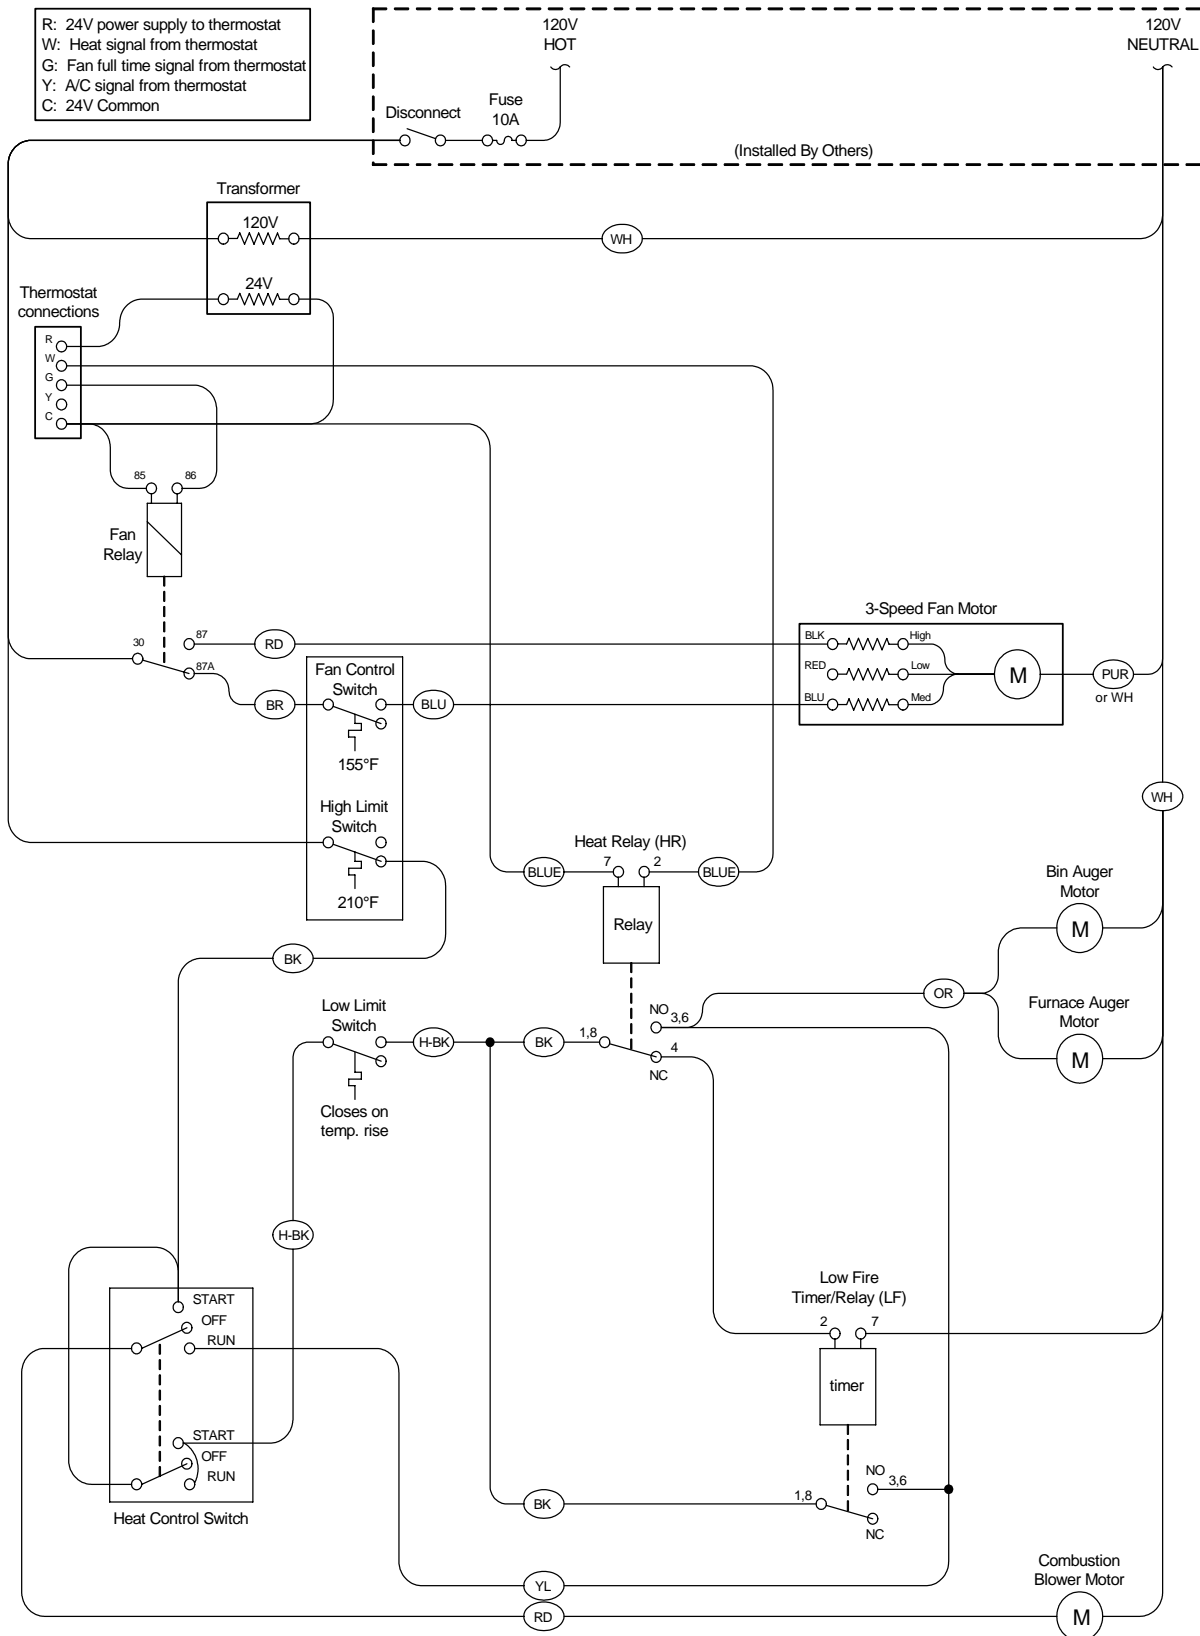 R: 24V power supply to thermostat
W: Heat signal from thermostat
G: Fan full time signal from thermostat
Y: A/C signal from thermostat
C: 24V Common
120V
HOT
120V
NEUTRAL
Disconnect
Fuse
10A
(Installed By Others)
Transformer
120V
WH
24V
Thermostat
connections
R
W
G
Y
C
85
86
Fan
Relay
3-Speed Fan Motor
30
87
RD
BLK
High
87A
Fan Control
Switch
RED
Low
M
PUR
or WH
BR
BLU
BLU
Med
155°F
WH
High Limit
Switch
210°F
Heat Relay (HR)
BLUE
7
2
BLUE
Relay
Bin Auger
Motor
M
BK
OR
Furnace Auger
Motor
M
Low Limit
Switch
H-BK
BK
1,8
NO
3,6
4
NC
Closes on
temp. rise
H-BK
START
OFF
RUN
START
OFF
RUN
Heat Control Switch
Low Fire
Timer/Relay (LF)
2
7
timer
BK
1,8
NO
3,6
NC
YL
RD
Combustion
Blower Motor
M